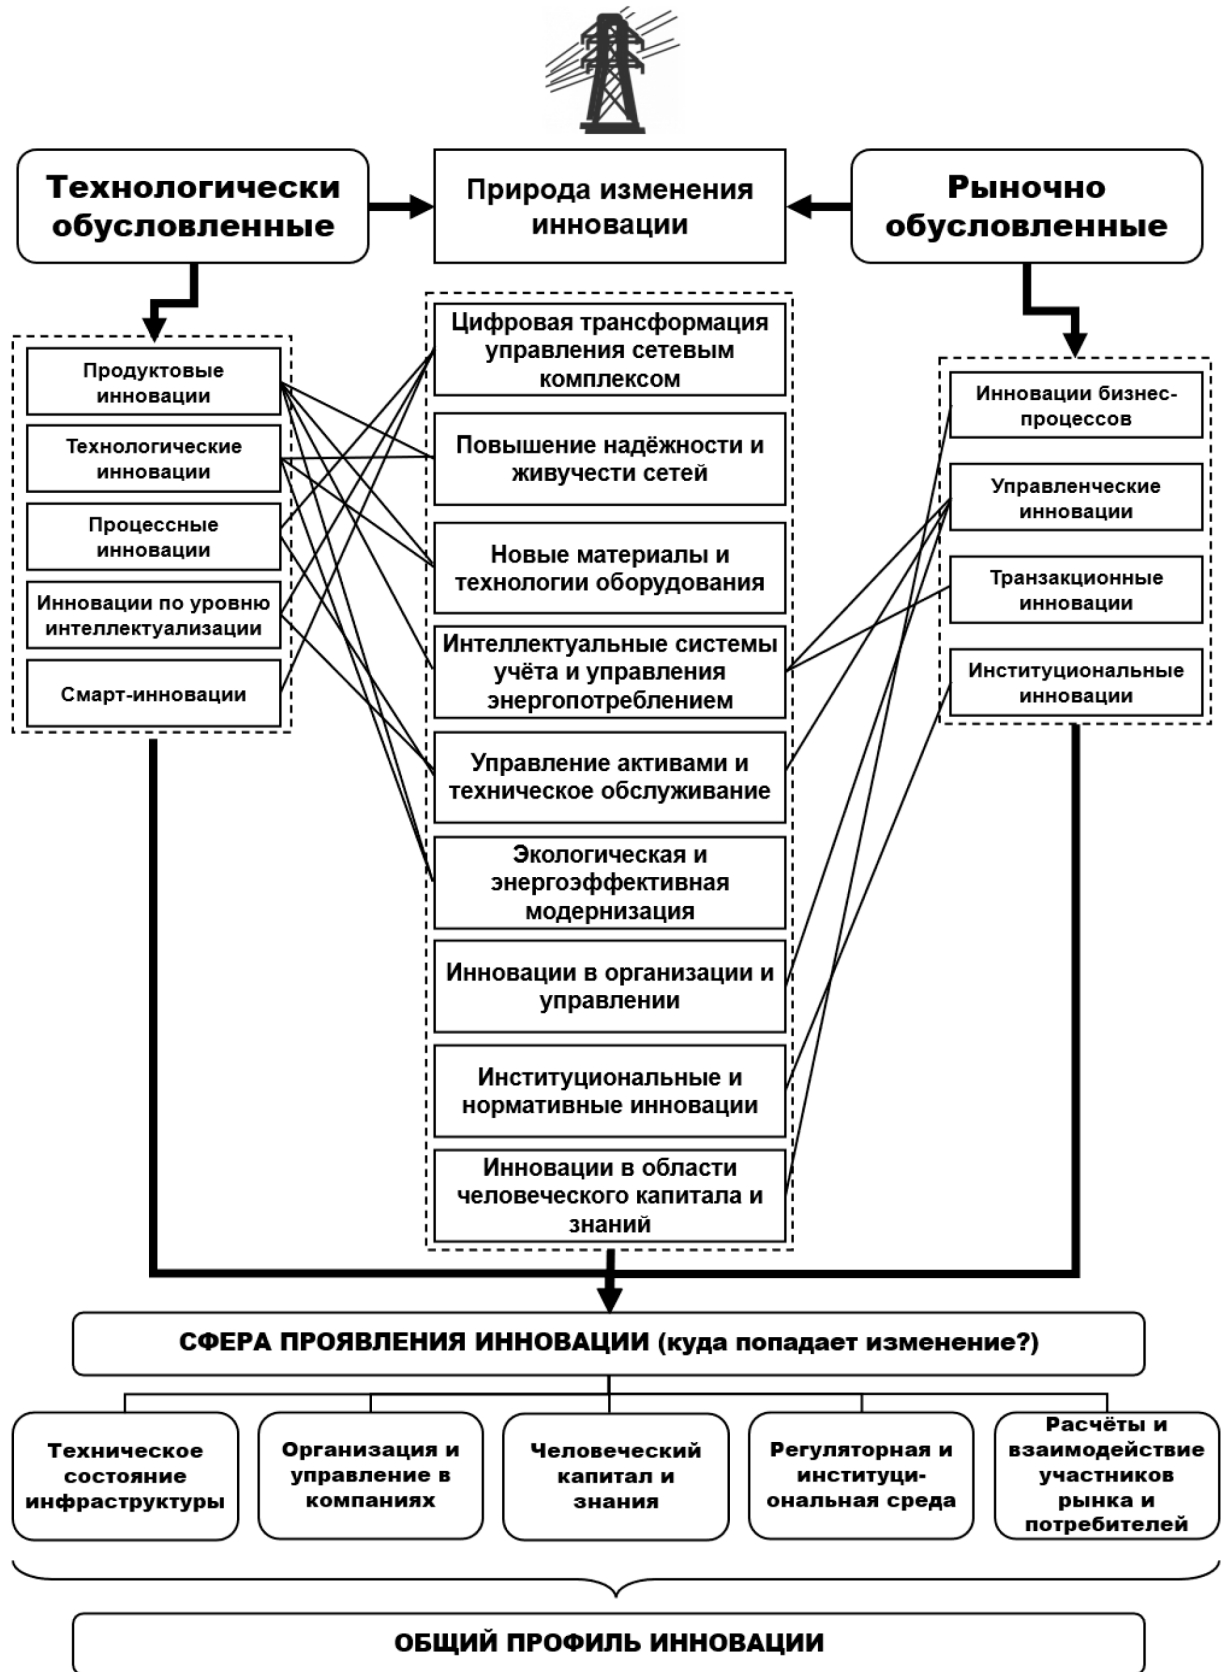 Технологически
обусловленные
Природа изменения
инновации
Рыночно
обусловленные
Продуктовые
инновации
Технологические
инновации
Процессные
инновации
Инновации по уровню
интеллектуализации
Смарт-инновации
Цифровая трансформация
управления сетевым
комплексом
Повышение надёжности и
живучести сетей
Новые материалы и
технологии оборудования
Интеллектуальные системы
учёта и управления
энергопотреблением
Управление активами и
техническое обслуживание
Экологическая и
энергоэффективная
модернизация
Инновации в организации и
управлении
Институциональные и
нормативные инновации
Инновации в области
человеческого капитала и
знаний
Инновации бизнес-
процессов
Управленческие
инновации
Транзакционные
инновации
Институциональные
инновации
СФЕРА ПРОЯВЛЕНИЯ ИННОВАЦИИ (куда попадает изменение?)
Техническое
состояние
инфраструктуры
Организация и
управление в
компаниях
Человеческий
капитал и
знания
Регуляторная и
институци-
ональная среда
Расчёты и
взаимодействие
участников
рынка и
потребителей
ОБЩИЙ ПРОФИЛЬ ИННОВАЦИИ